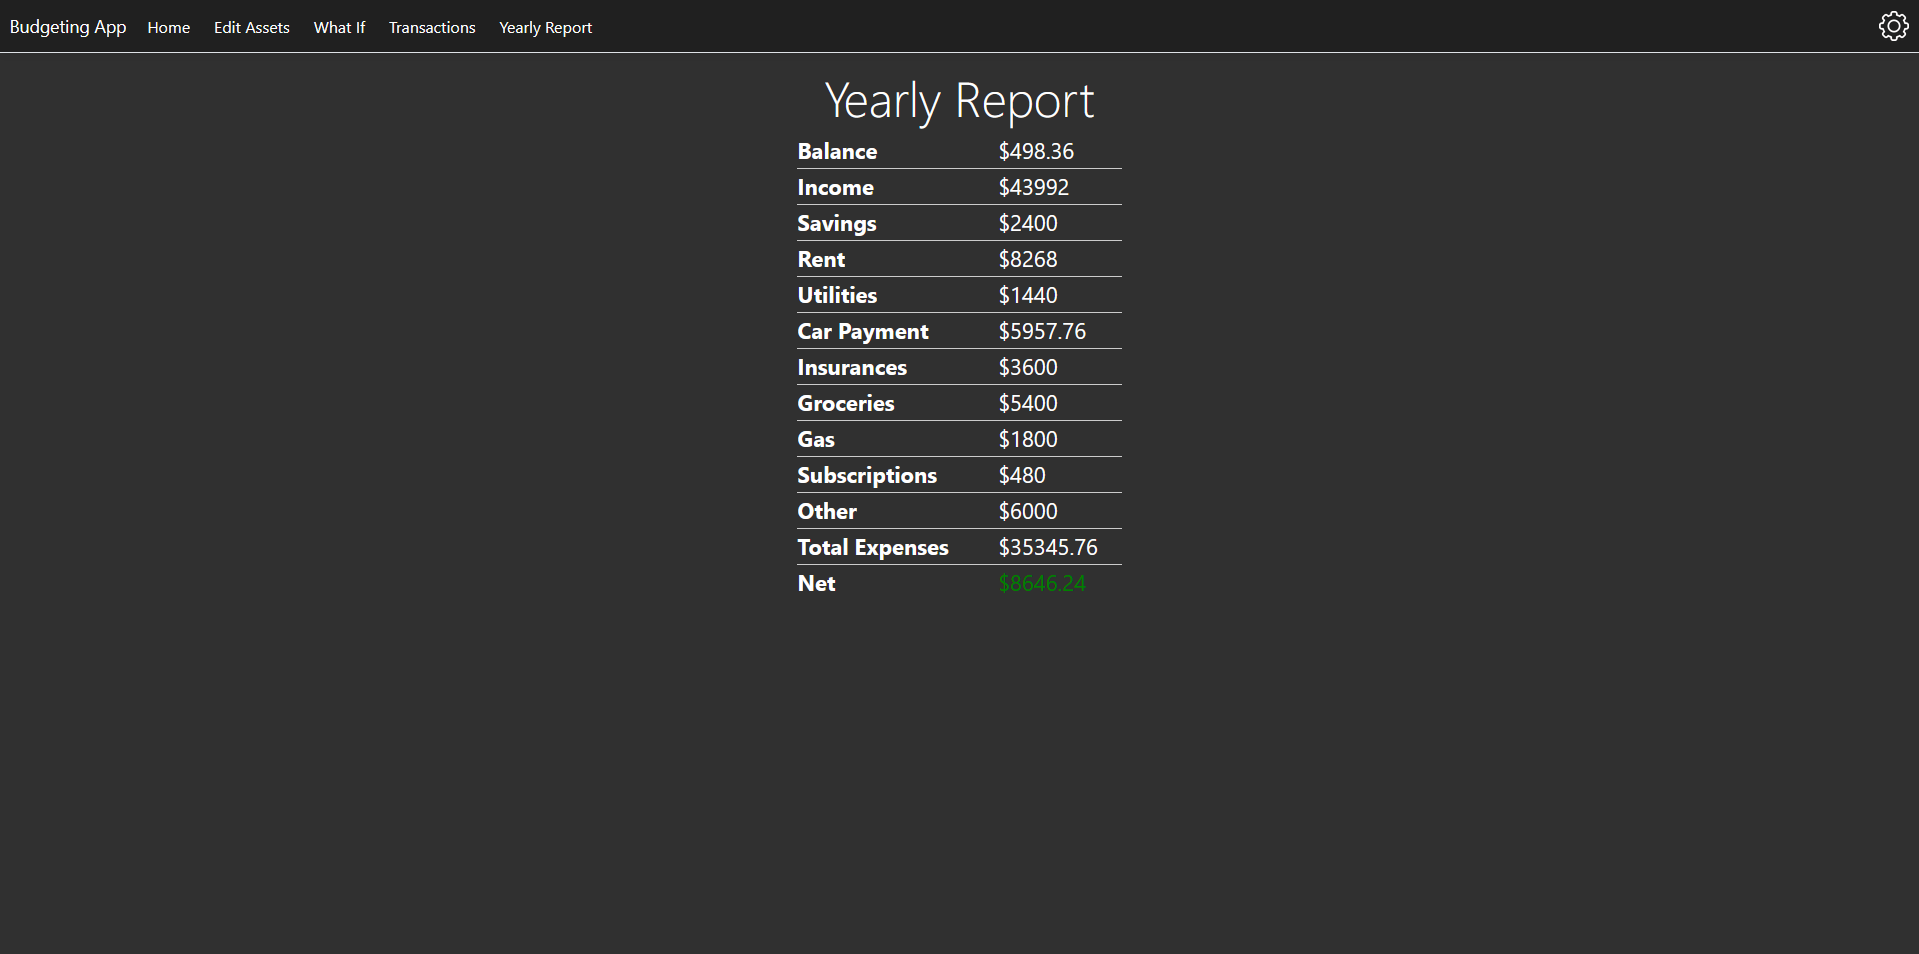 Budgeting App Home Edit Assets What If Transactions Yearly Report
Yearly Report
Balance $498.36
Income $43992
Savings $2400
Rent $8268
Utilities $1440
Car Payment $5957.76
Insurances $3600
Groceries $5400
Gas $1800
Subscriptions $480
Other $6000
Total Expenses $35345.76
Net $8646.24